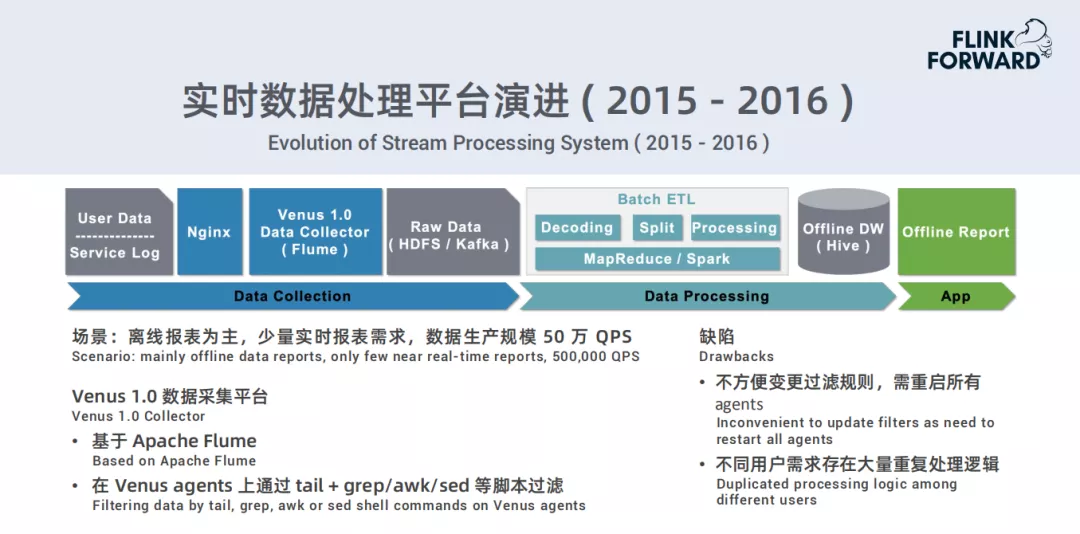 FLINK
FORWARD
实时数据处理平台演进 ( 2015 - 2016 )
Evolution of Stream Processing System ( 2015 - 2016 )
User Data
--------------
Service Log
Nginx
Venus 1.0
Data Collector
( Flume )
Raw Data
( HDFS / Kafka )
Batch ETL
Decoding
Split
Processing
MapReduce / Spark
Offline DW
( Hive )
Offline Report
Data Collection
Data Processing
App
场景：离线报表为主，少量实时报表需求，数据生产规模 50 万 QPS
Scenario: mainly offline data reports, only few near real-time reports, 500,000 QPS
Venus 1.0 数据采集平台
Venus 1.0 Collector
• 基于 Apache Flume
Based on Apache Flume
• 在 Venus agents 上通过 tail + grep/awk/sed 等脚本过滤
Filtering data by tail, grep, awk or sed shell commands on Venus agents
缺陷
Drawbacks
• 不方便变更过滤规则，需重启所有
agents
Inconvenient to update filters as need to
restart all agents
• 不同用户需求存在大量重复处理逻辑
Duplicated processing logic among
different users